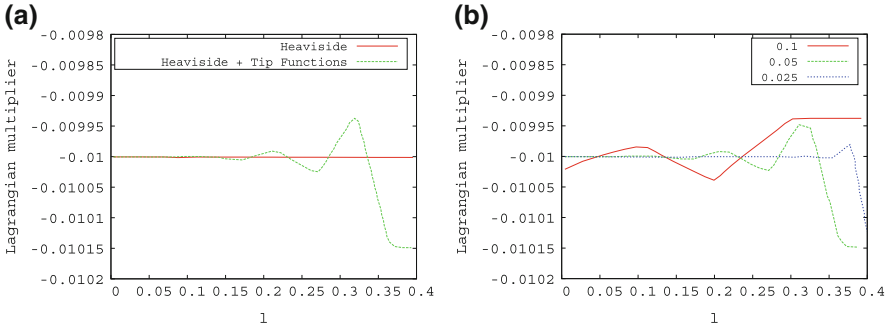 (a)
Lagrangian multiplier
-0.0098
-0.00985
-0.0099
-0.00995
-0.01
-0.01005
-0.0101
-0.01015
-0.0102
Heaviside
Heaviside + Tip Functions
0 0.05 0.1 0.15 0.2 0.25 0.3 0.35 0.4
l
(b)
Lagrangian multiplier
-0.0098
-0.00985
-0.0099
-0.00995
-0.01
-0.01005
-0.0101
-0.01015
-0.0102
0.1
0.05
0.025
0 0.05 0.1 0.15 0.2 0.25 0.3 0.35 0.4
l